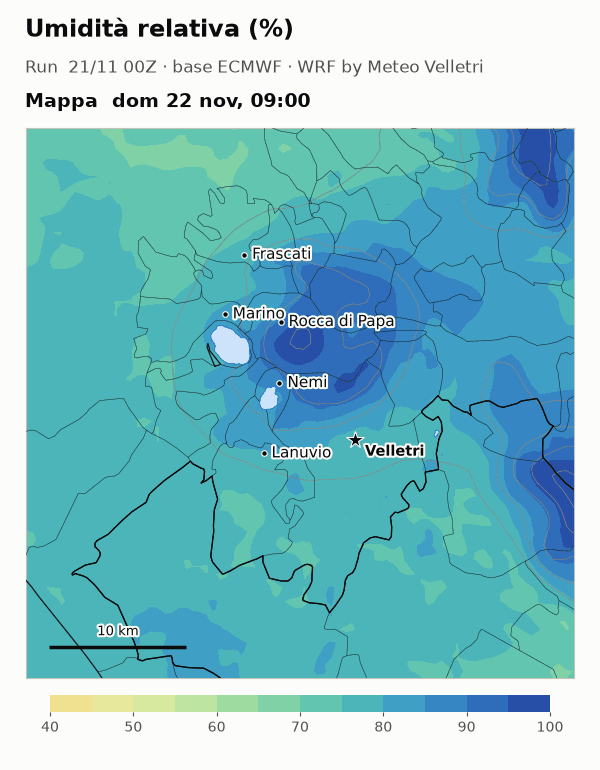 Umidità relativa (%)
Run  21/11 00Z · base ECMWF · WRF by Meteo Velletri
Mappa  dom 22 nov, 09:00
Frascati
Marino
Rocca di Papa
Nemi
Velletri
Lanuvio
10 km
40 50 60 70 80 90 100